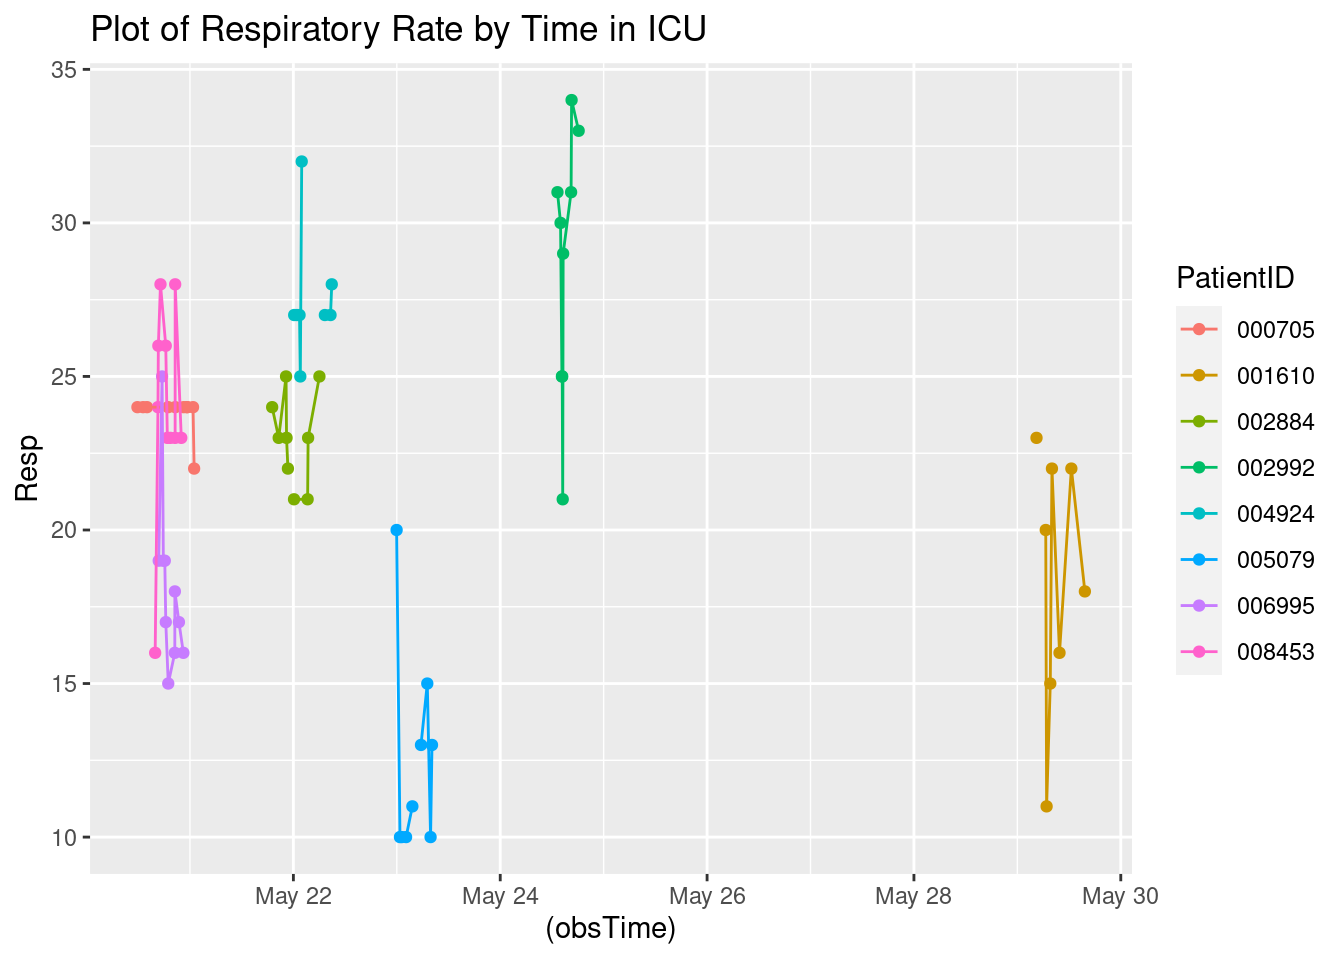 Plot of Respiratory Rate by Time in ICU
35
30
25
20
15
10
Resp
May 22
May 24
May 26
May 28
May 30
(obsTime)
PatientID
000705
001610
002884
002992
004924
005079
006995
008453